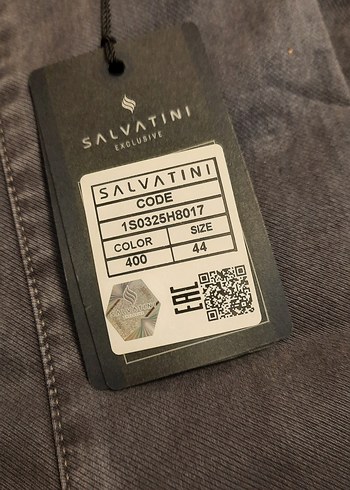 SALVATINI
EXCLUSIVE
SALVATINI
CODE
1S0325H8017
COLOR SIZE
400 44
EAC